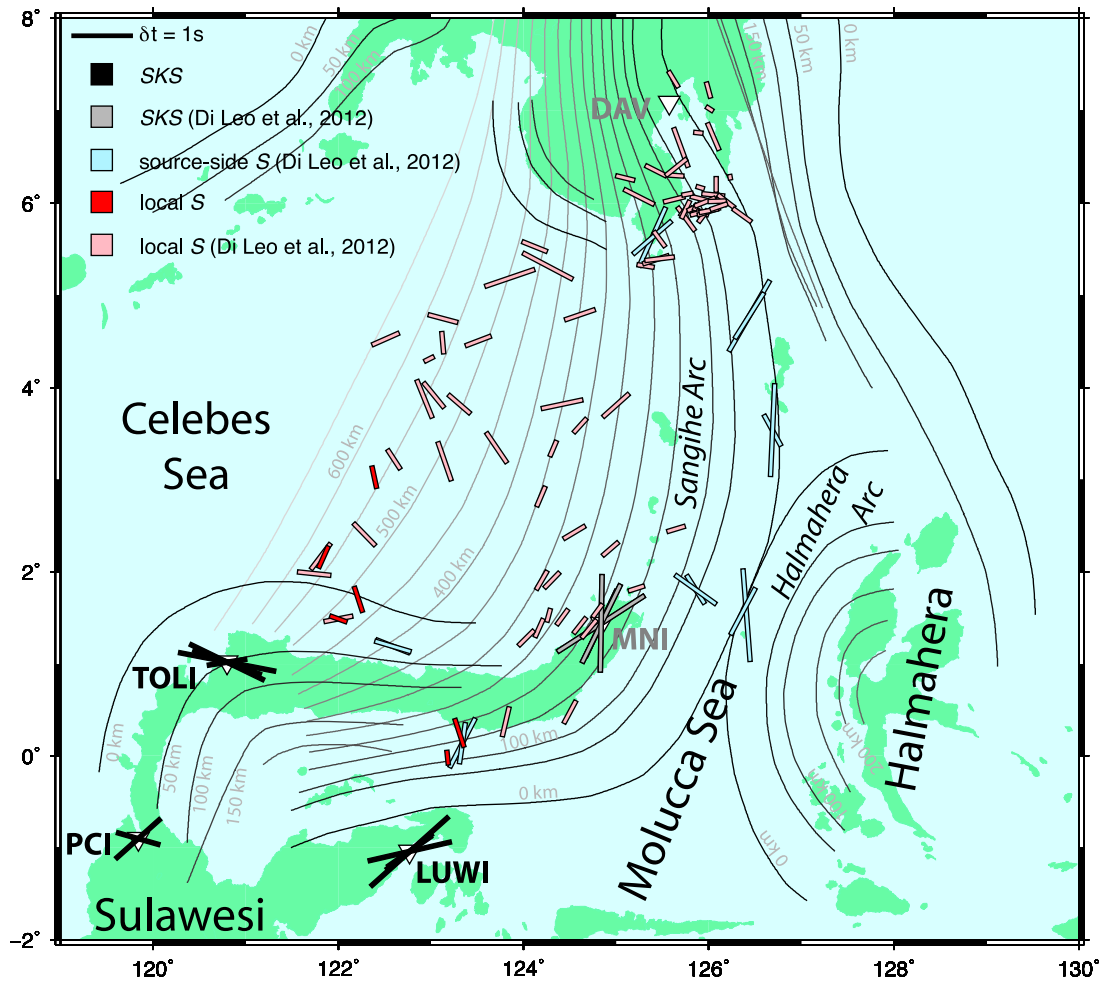 8°
6°
4°
2°
0°
−2°
120°
122°
124°
126°
128°
130°
δt = 1s
SKS
SKS (Di Leo et al., 2012)
source-side S (Di Leo et al., 2012)
local S
local S (Di Leo et al., 2012)
0 km
50 km
100 km
150 km
50 km
0 km
DAV
Celebes
Sea
600 km
500 km
400 km
Sangihe Arc
Halmahera
Arc
MNI
TOLI
0 km
50 km
100 km
150 km
100 km
0 km
PCI
LUWI
Sulawesi
Molucca Sea
Halmahera
200 km
100 km
0 km